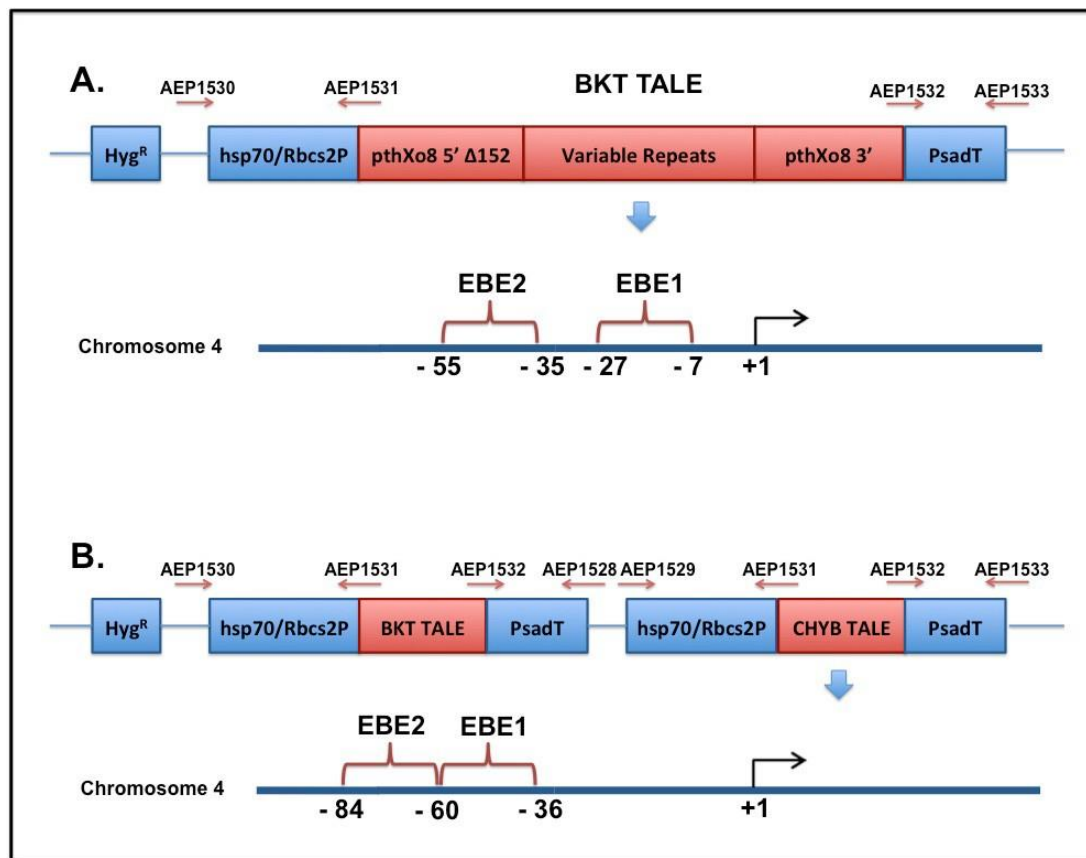 A.
BKT TALE
AEP1530 AEP1531 AEP1532 AEP1533
Hyg^R hsp70/Rbcs2P pthXo8 5’ Δ152 Variable Repeats pthXo8 3’ PsadT
EBE2 EBE1
Chromosome 4
- 55 - 35 - 27 - 7 +1
B.
AEP1530 AEP1531 AEP1532 AEP1528 AEP1529 AEP1531 AEP1532 AEP1533
Hyg^R hsp70/Rbcs2P BKT TALE PsadT hsp70/Rbcs2P CHYB TALE PsadT
EBE2 EBE1
Chromosome 4
- 84 - 60 - 36 +1